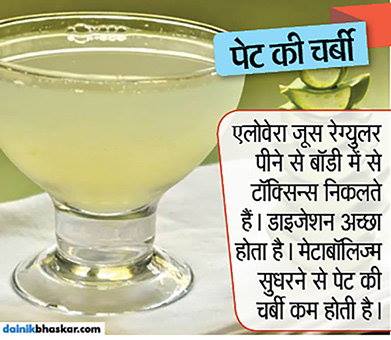 पेट की चर्बी
एलोवेरा जूस रेग्युलर
पीने से बॉडी में से
टॉक्सिन्स निकलते
हैं। डाइजेशन अच्छा
होता है। मेटाबॉलिज्म
सुधरने से पेट की
चर्बी कम होती है।
dainikbhaskar.com